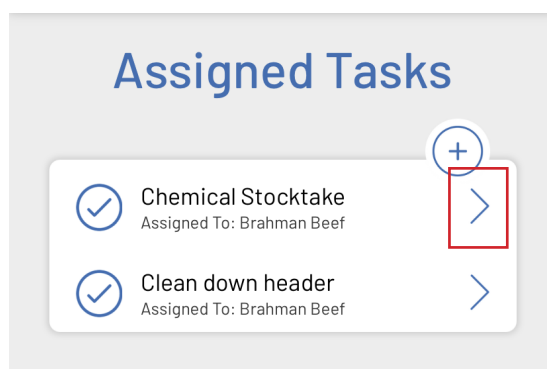 Assigned Tasks
Chemical Stocktake
Assigned To: Brahman Beef
Clean down header
Assigned To: Brahman Beef